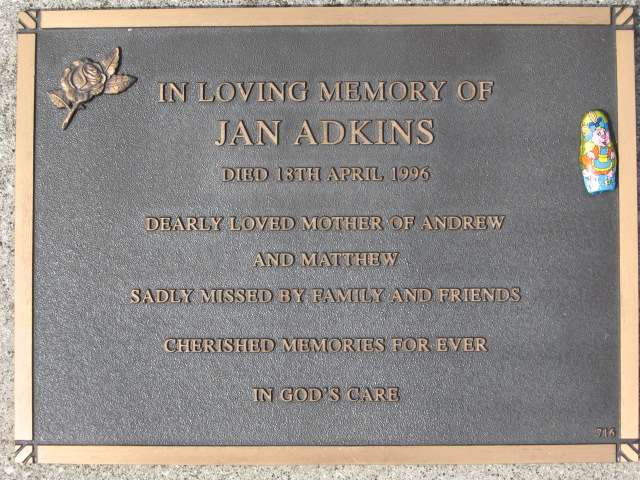 IN LOVING MEMORY OF
JAN ADKINS
DIED 18TH APRIL 1996
DEARLY LOVED MOTHER OF ANDREW
AND MATTHEW
SADLY MISSED BY FAMILY AND FRIENDS
CHERISHED MEMORIES FOR EVER
IN GOD'S CARE
716